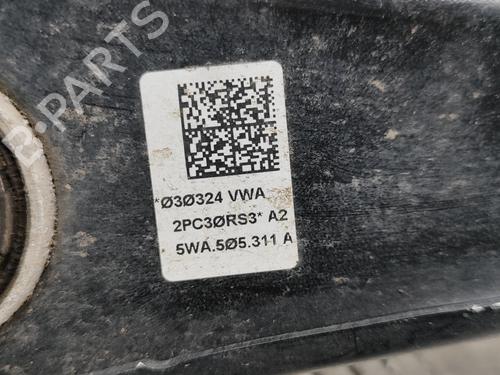 B-PARTS
*Ø3Ø324 VWA
2PC3ØRS3* A2
5WA.5Ø5.311 A